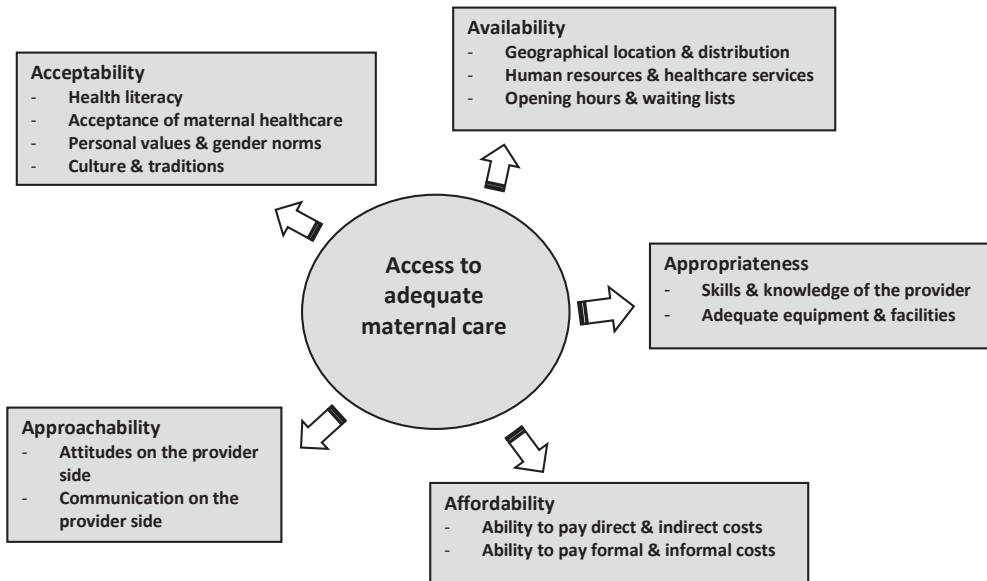 Availability
- Geographical location & distribution
- Human resources & healthcare services
- Opening hours & waiting lists
Acceptability
- Health literacy
- Acceptance of maternal healthcare
- Personal values & gender norms
- Culture & traditions
Access to
adequate
maternal care
Appropriateness
- Skills & knowledge of the provider
- Adequate equipment & facilities
Approachability
- Attitudes on the provider
side
- Communication on the
provider side
Affordability
- Ability to pay direct & indirect costs
- Ability to pay formal & informal costs